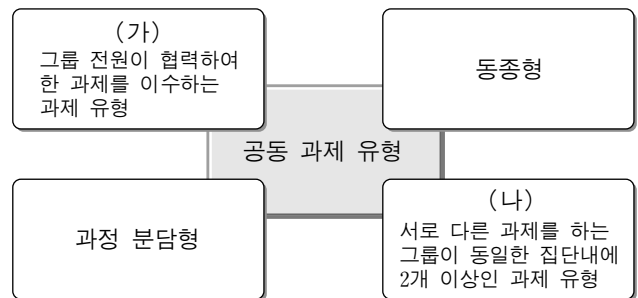 (가)
그룹 전원이 협력하여
한 과제를 이수하는
과제 유형
동종형
공동 과제 유형
과정 분담형
(나)
서로 다른 과제를 하는
그룹이 동일한 집단내에
2개 이상인 과제 유형